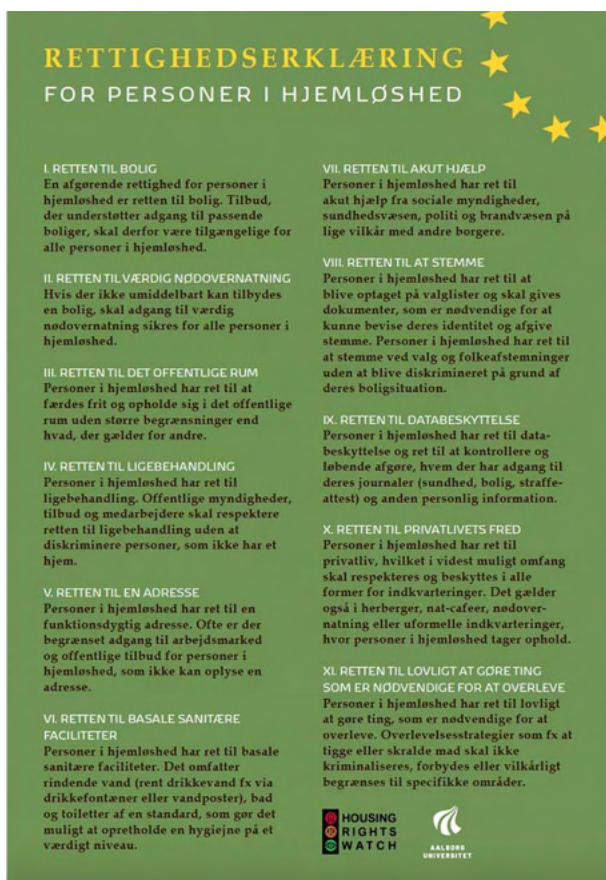 RETTIGHEDSERKLÆRING
FOR PERSONER I HJEMLØSHED
I. RETTEN TIL BOLIG
En afgørende rettighed for personer i
hjemløshed er retten til bolig. Tilbud,
der understøtter adgang til passende
boliger, skal derfor være tilgængelige for
alle personer i hjemløshed.
II. RETTEN TIL VÆRDIG NØDOVERNATNING
Hvis der ikke umiddelbart kan tilbydes
en bolig, skal adgang til værdig
nødovernatning sikres for alle personer i
hjemløshed.
III. RETTEN TIL DET OFFENTLIGE RUM
Personer i hjemløshed har ret til at
færdes frit og opholde sig i det offentlige
rum uden større begrænsninger end
hvad, der gælder for andre.
IV. RETTEN TIL LIGEBEHANDLING
Personer i hjemløshed har ret til
ligebehandling. Offentlige myndigheder,
tilbud og medarbejdere skal respektere
retten til ligebehandling uden at
diskriminere personer, som ikke har et
hjem.
V. RETTEN TIL EN ADRESSE
Personer i hjemløshed har ret til en
funktionsdygtig adresse. Ofte er der
begrænset adgang til arbejdsmarked
og offentlige tilbud for personer i
hjemløshed, som ikke kan oplyse en
adresse.
VI. RETTEN TIL BASALE SANITÆRE
FACILITETER
Personer i hjemløshed har ret til basale
sanitære faciliteter. Det omfatter
rindende vand (rent drikkevand fx via
drikkefontæner eller vandposter), bad
og toiletter af en standard, som gør det
muligt at opretholde en hygiejne på et
værdigt niveau.
VII. RETTEN TIL AKUT HJÆLP
Personer i hjemløshed har ret til
akut hjælp fra sociale myndigheder,
sundhedsvæsen, politi og brandvæsen på
lige vilkår med andre borgere.
VIII. RETTEN TIL AT STEMME
Personer i hjemløshed har ret til at
blive optaget på valglister og skal gives
dokumenter, som er nødvendige for at
kunne bevise deres identitet og afgive
stemme. Personer i hjemløshed har ret til
at stemme ved valg og folkeafstemninger
uden at blive diskrimineret på grund af
deres boligsituation.
IX. RETTEN TIL DATABESKYTTELSE
Personer i hjemløshed har ret til data-
beskyttelse og ret til at kontrollere og
løbende afgøre, hvem der har adgang til
deres journaler (sundhed, bolig, straffe-
attest) og anden personlig information.
X. RETTEN TIL PRIVATLIVETS FRED
Personer i hjemløshed har ret til
privatliv, hvilket i videst muligt omfang
skal respekteres og beskyttes i alle
former for indkvarteringer. Det gælder
også i herberger, nat-cafeer, nødover-
natning eller uformelle indkvarteringer,
hvor personer i hjemløshed tager ophold.
XI. RETTEN TIL LOVLIGT AT GØRE TING
SOM ER NØDVENDIGE FOR AT OVERLEVE
Personer i hjemløshed har ret til lovligt
at gøre ting, som er nødvendige for at
overleve. Overlevelsesstrategier som fx at
tigge eller skralde mad skal ikke
kriminaliseres, forbydes eller vilkårligt
begrænses til specifikke områder.
HOUSING
RIGHTS
WATCH
AALBORG
UNIVERSITET